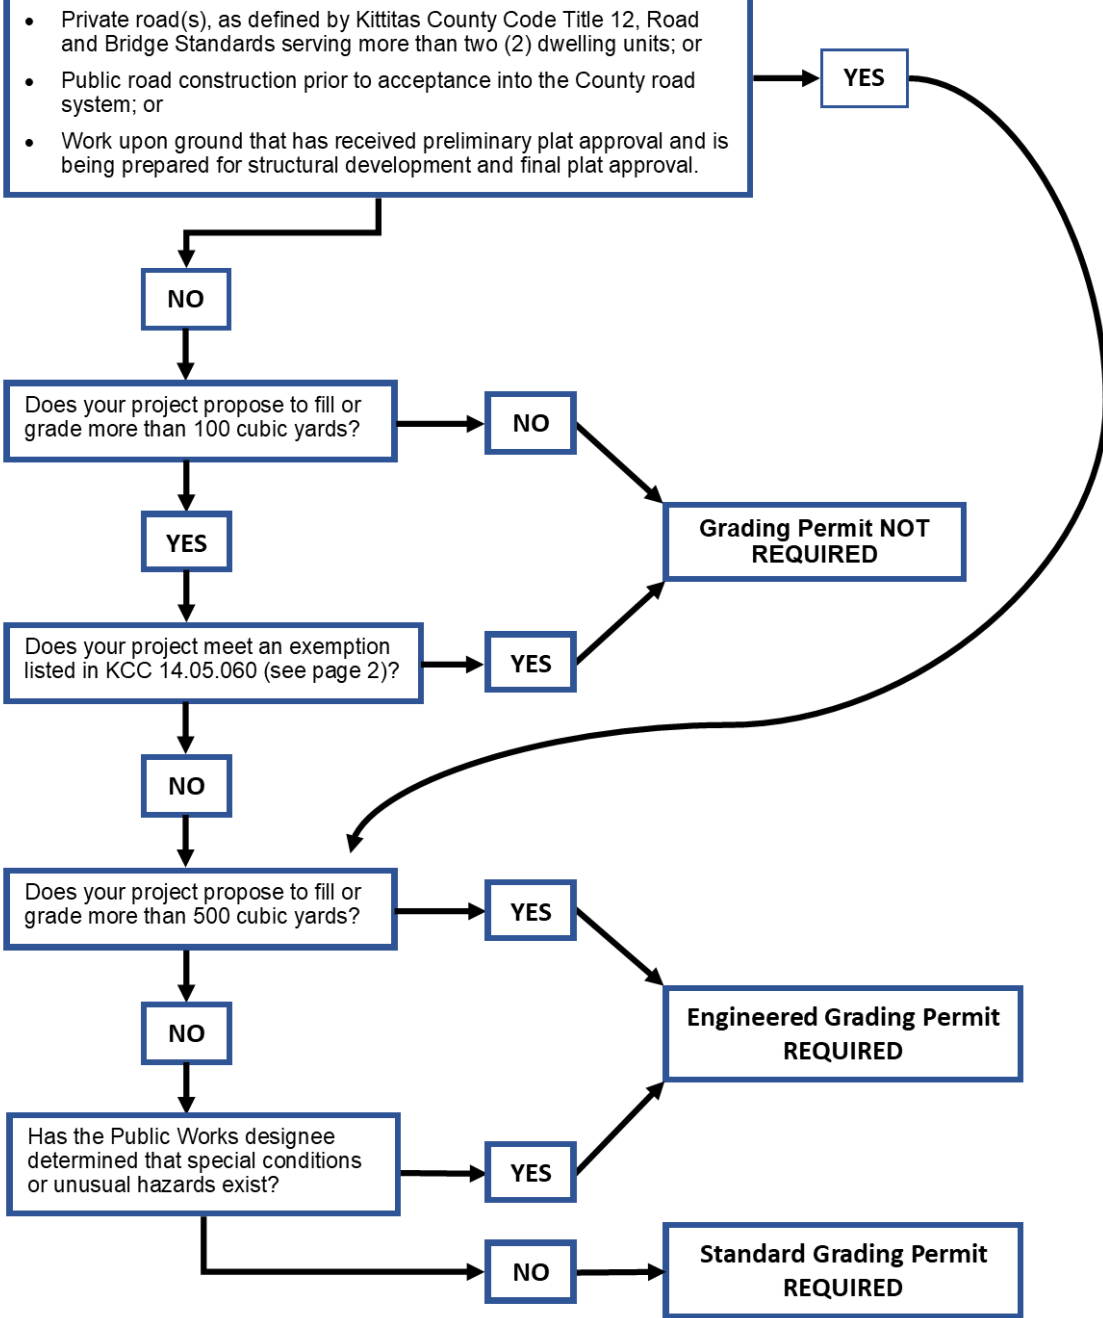 • Private road(s), as defined by Kittitas County Code Title 12, Road
and Bridge Standards serving more than two (2) dwelling units; or
• Public road construction prior to acceptance into the County road
system; or
• Work upon ground that has received preliminary plat approval and is
being prepared for structural development and final plat approval.
YES
NO
Does your project propose to fill or
grade more than 100 cubic yards?
NO
Grading Permit NOT
REQUIRED
YES
Does your project meet an exemption
listed in KCC 14.05.060 (see page 2)?
YES
NO
Does your project propose to fill or
grade more than 500 cubic yards?
YES
Engineered Grading Permit
REQUIRED
NO
Has the Public Works designee
determined that special conditions
or unusual hazards exist?
YES
NO
Standard Grading Permit
REQUIRED